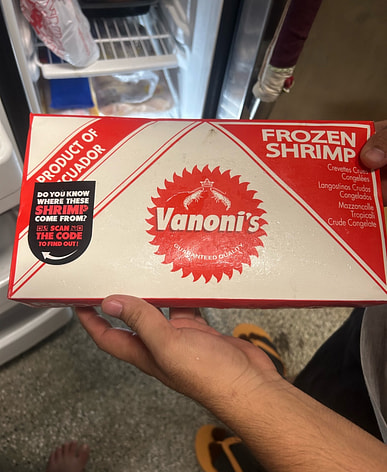 PRODUCT OF
ECUADOR
DO YOU KNOW
WHERE THESE
SHRIMP
COME FROM?
SCAN
THE CODE
TO FIND OUT!
Vanoni's
GUARANTEED QUALITY
FROZEN
SHRIMP
Crevettes Crues
Congelées
Langostinos Crudos
Congelados
Mazzancolle
Tropicali
Crude Congelate